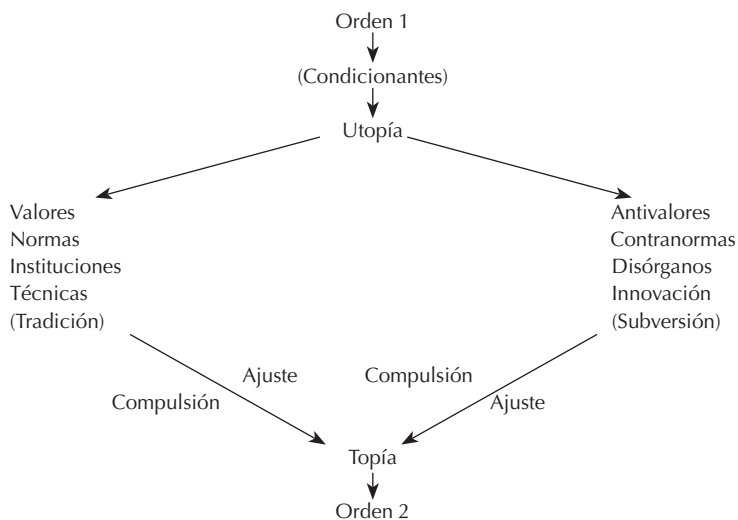 Orden 1
(Condicionantes)
Utopía
Valores
Normas
Instituciones
Técnicas
(Tradición)
Antivalores
Contranormas
Disórganos
Innovación
(Subversión)
Ajuste
Compulsión
Compulsión
Ajuste
Topía
Orden 2